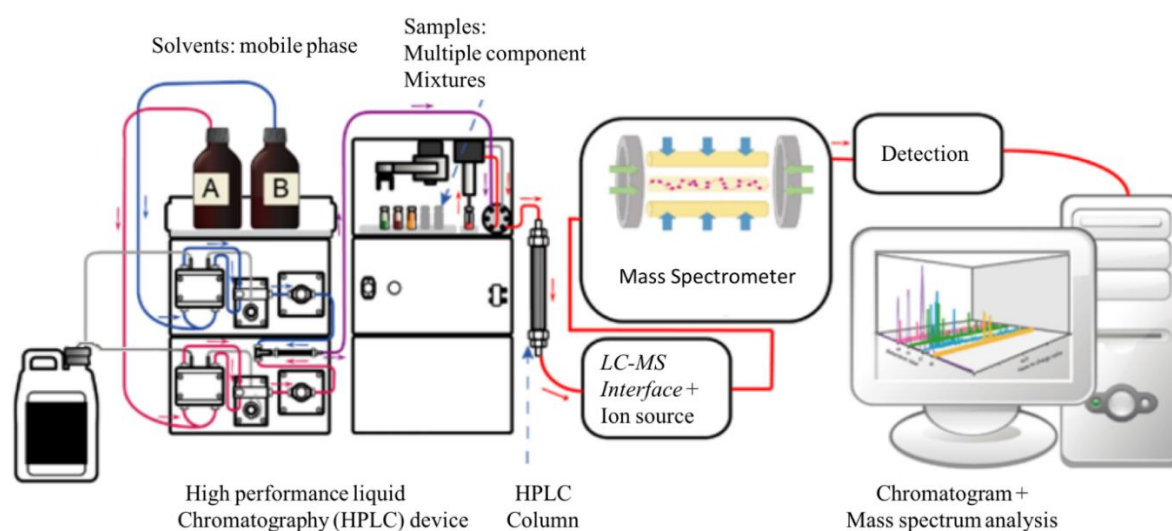 Solvents: mobile phase
Samples:
Multiple component
Mixtures
A
B
Detection
Mass Spectrometer
LC-MS
Interface +
Ion source
High performance liquid
Chromatography (HPLC) device
HPLC
Column
Chromatogram +
Mass spectrum analysis